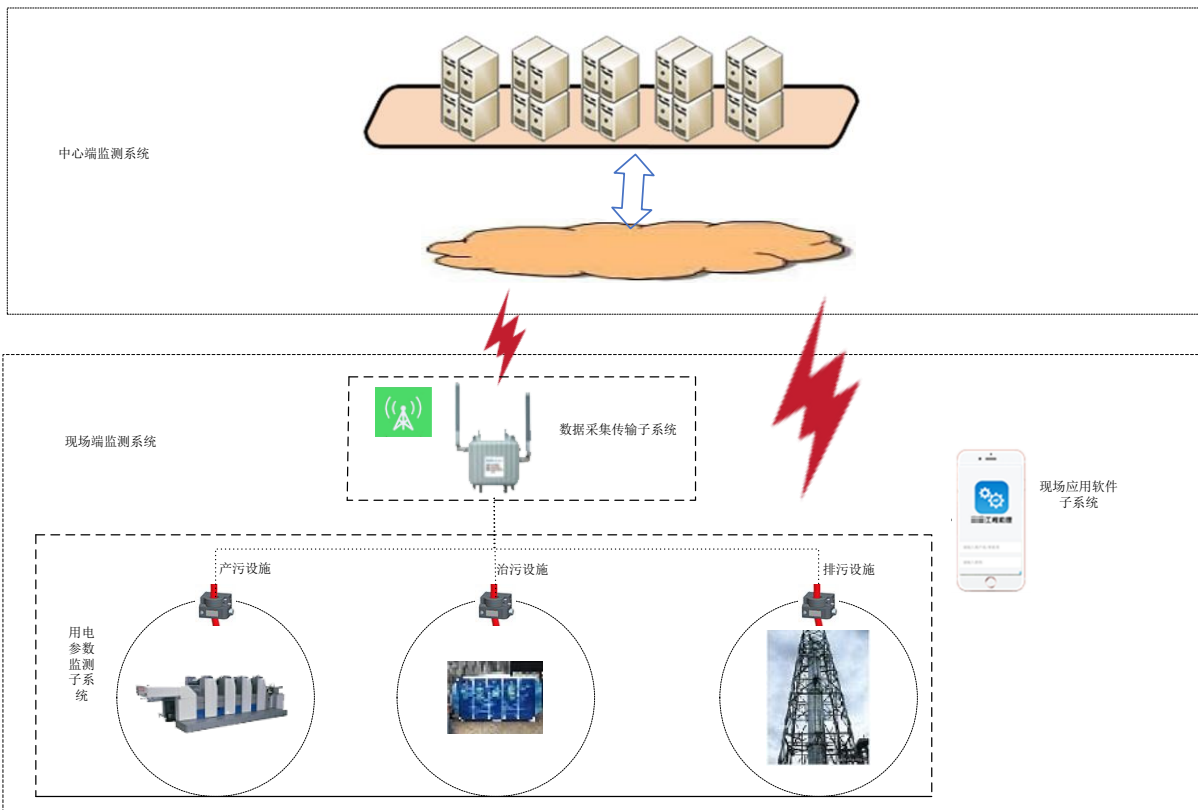 中心端监测系统
现场端监测系统
数据采集传输子系统
现场应用软件
子系统
产污设施
治污设施
排污设施
用电
参数
监测
子系
统